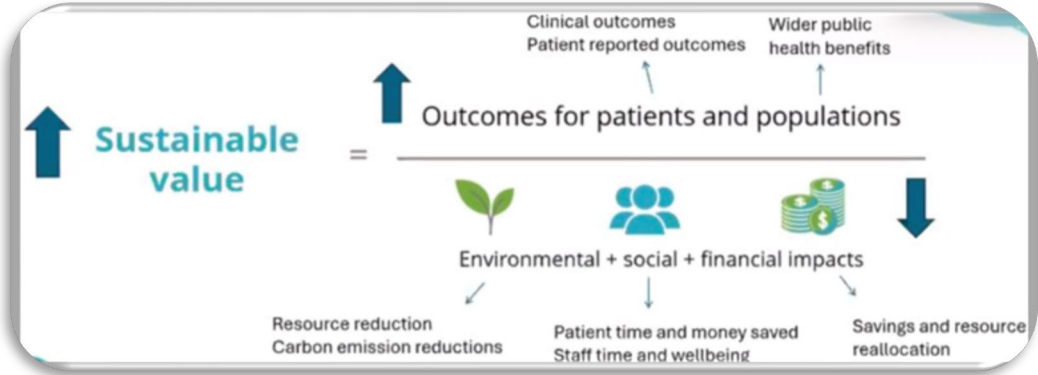 Clinical outcomes
Patient reported outcomes
Wider public
health benefits
Outcomes for patients and populations
Sustainable
value
=
Environmental + social + financial impacts
Resource reduction
Carbon emission reductions
Patient time and money saved
Staff time and wellbeing
Savings and resource
reallocation